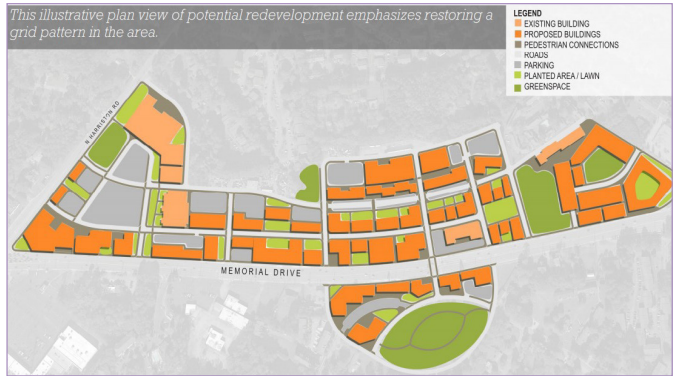 This illustrative plan view of potential redevelopment emphasizes restoring a
grid pattern in the area.
LEGEND
EXISTING BUILDING
PROPOSED BUILDINGS
PEDESTRIAN CONNECTIONS
ROADS
PARKING
PLANTED AREA / LAWN
GREENSPACE
N HAIRISTON RD
MEMORIAL DRIVE